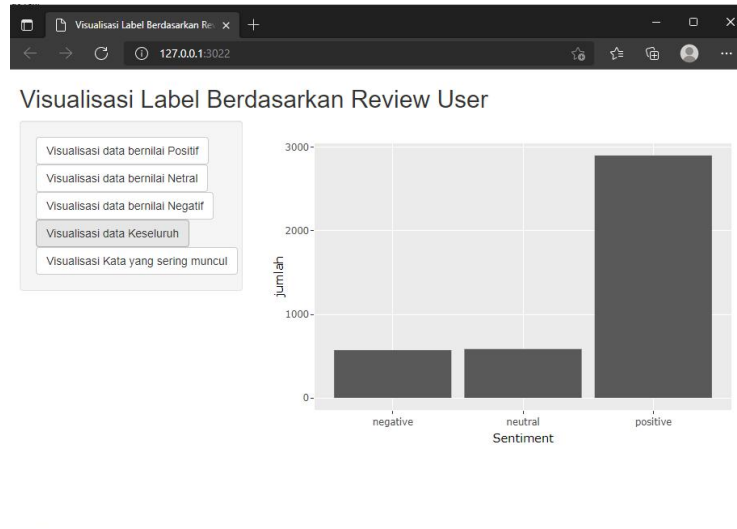 Visualisasi Label Berdasarkan Re
127.0.0.1:3022
Visualisasi Label Berdasarkan Review User
Visualisasi data bernilai Positif
Visualisasi data bernilai Netral
Visualisasi data bernilai Negatif
Visualisasi data Keseluruh
Visualisasi Kata yang sering muncul
3000
2000
1000
0
jumlah
negative neutral positive
Sentiment